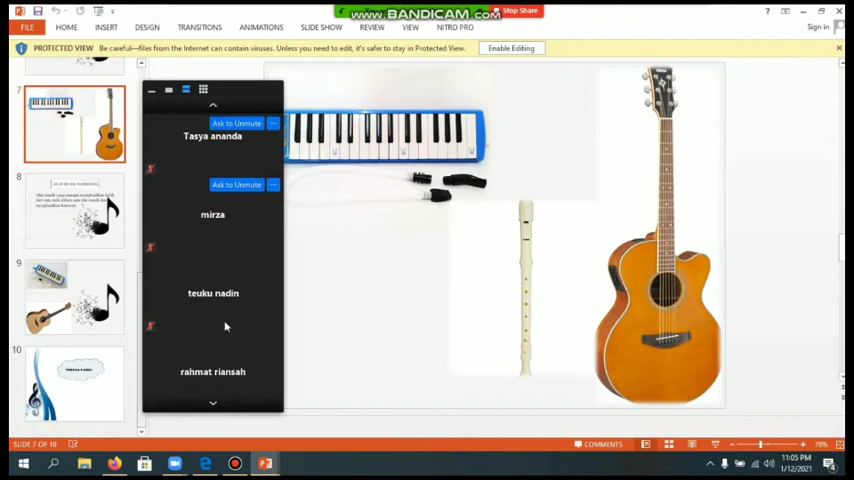 www.BANDICAM.com
Stop Share
FILE HOME INSERT DESIGN TRANSITIONS ANIMATIONS SLIDE SHOW REVIEW VIEW NITRO PRO
Sign in
PROTECTED VIEW Be careful—files from the Internet can contain viruses. Unless you need to edit, it's safer to stay in Protected View.
Enable Editing
7
8
9
10
Ask to Unmute
Tasya ananda
Ask to Unmute
mirza
teuku nadin
rahmat riansah
SLIDE 7 OF 10
COMMENTS
78%
11:05 PM
1/12/2021
4